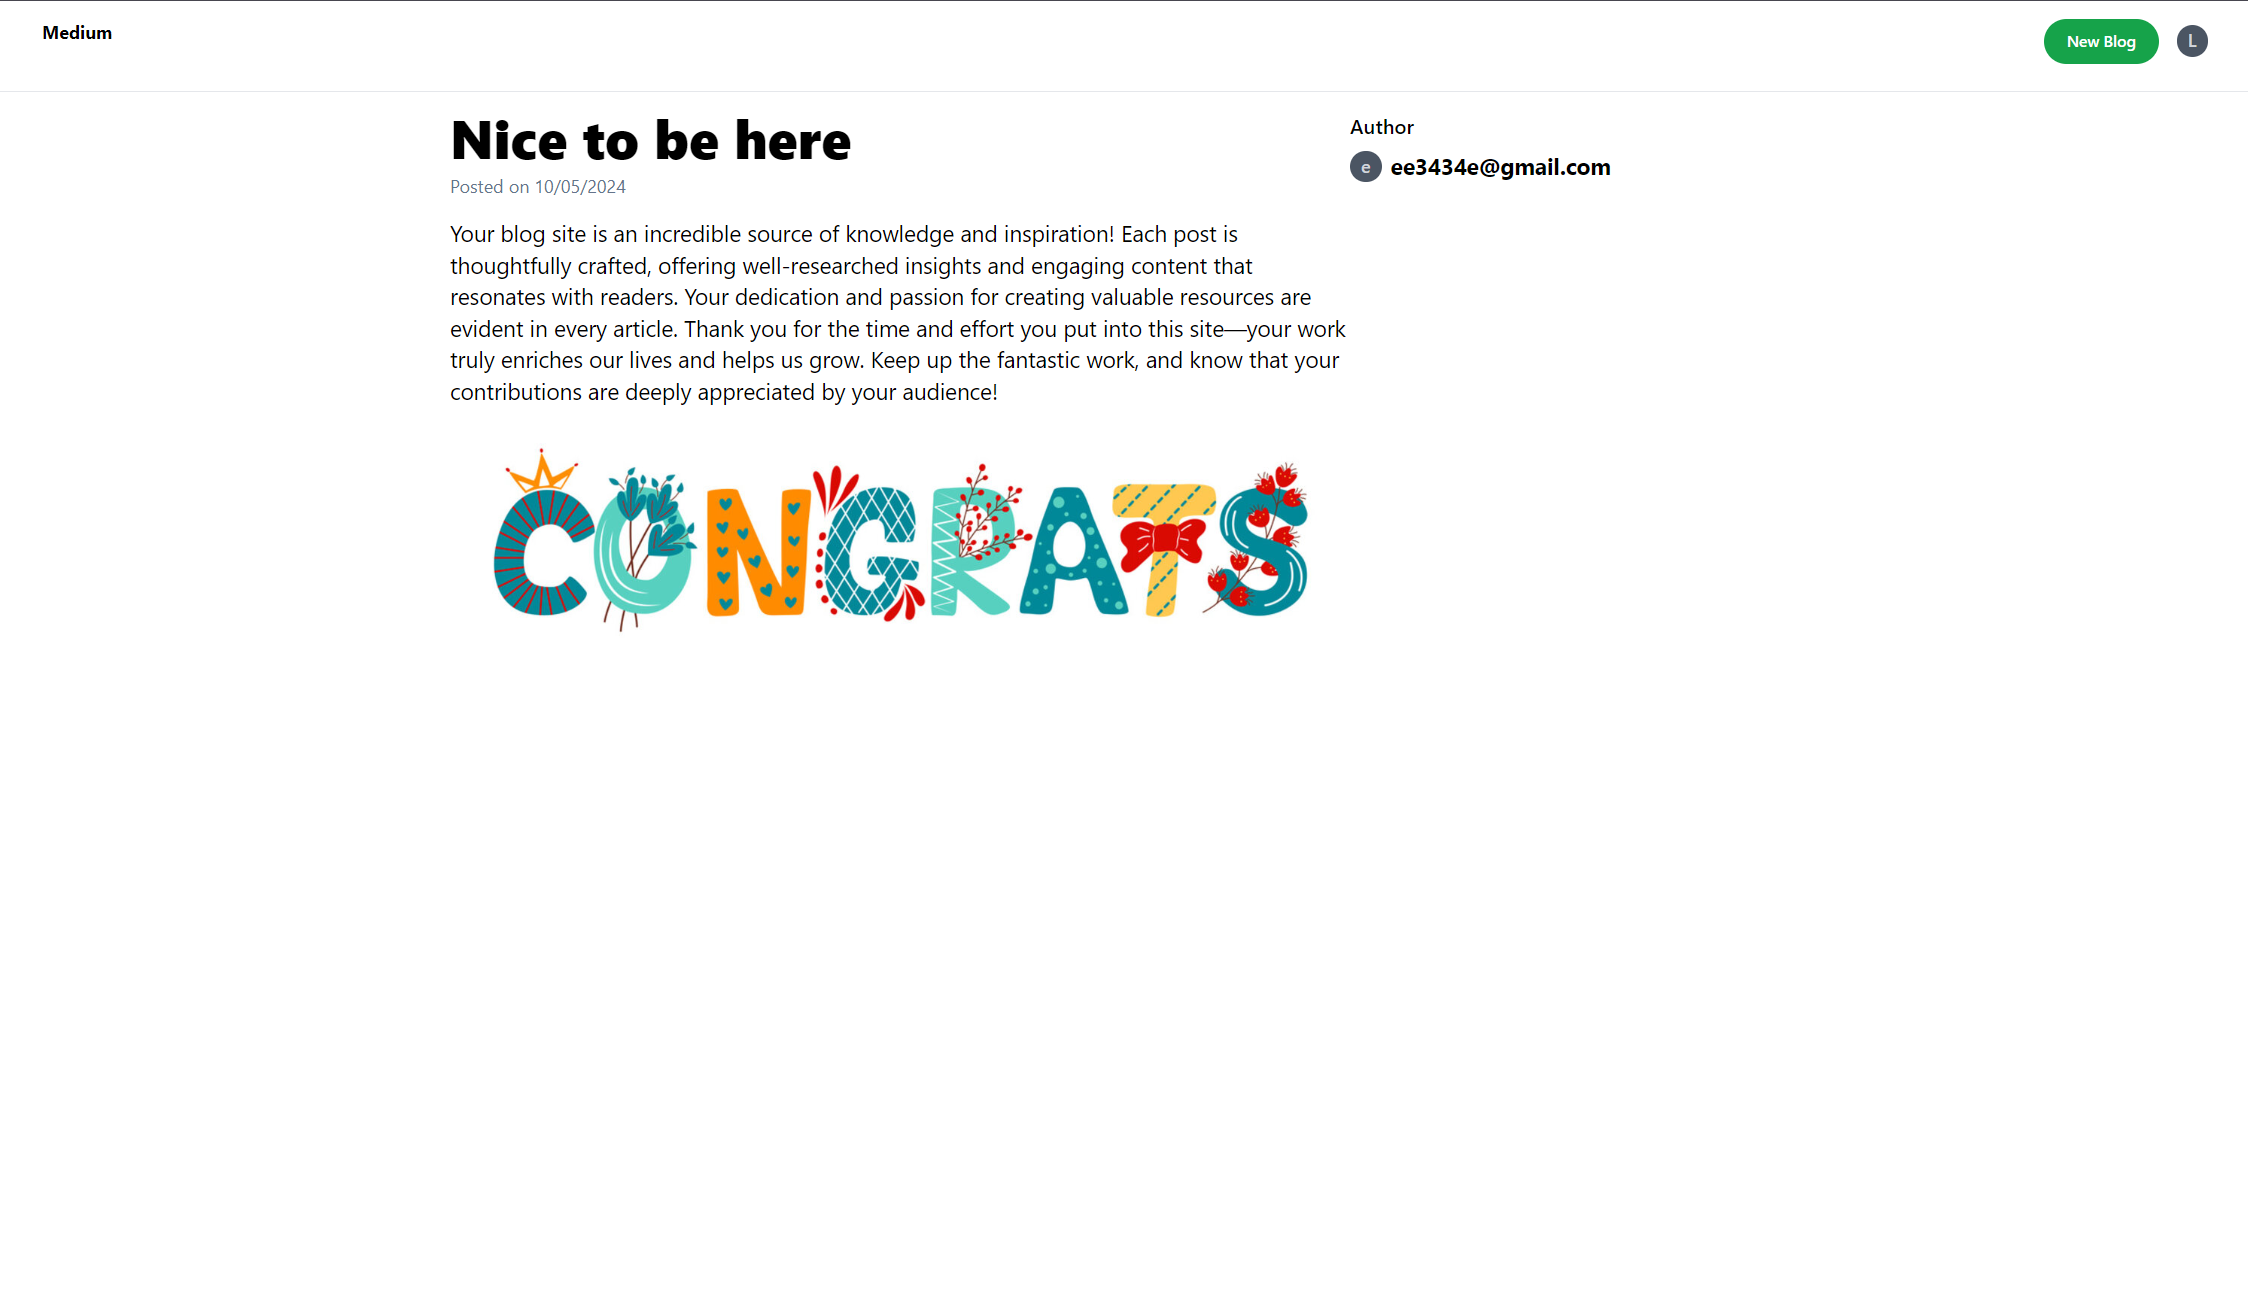 Medium
New Blog
L
Nice to be here
Posted on 10/05/2024
Your blog site is an incredible source of knowledge and inspiration! Each post is
thoughtfully crafted, offering well-researched insights and engaging content that
resonates with readers. Your dedication and passion for creating valuable resources are
evident in every article. Thank you for the time and effort you put into this site—your work
truly enriches our lives and helps us grow. Keep up the fantastic work, and know that your
contributions are deeply appreciated by your audience!
CONGRATS
Author
e ee3434e@gmail.com